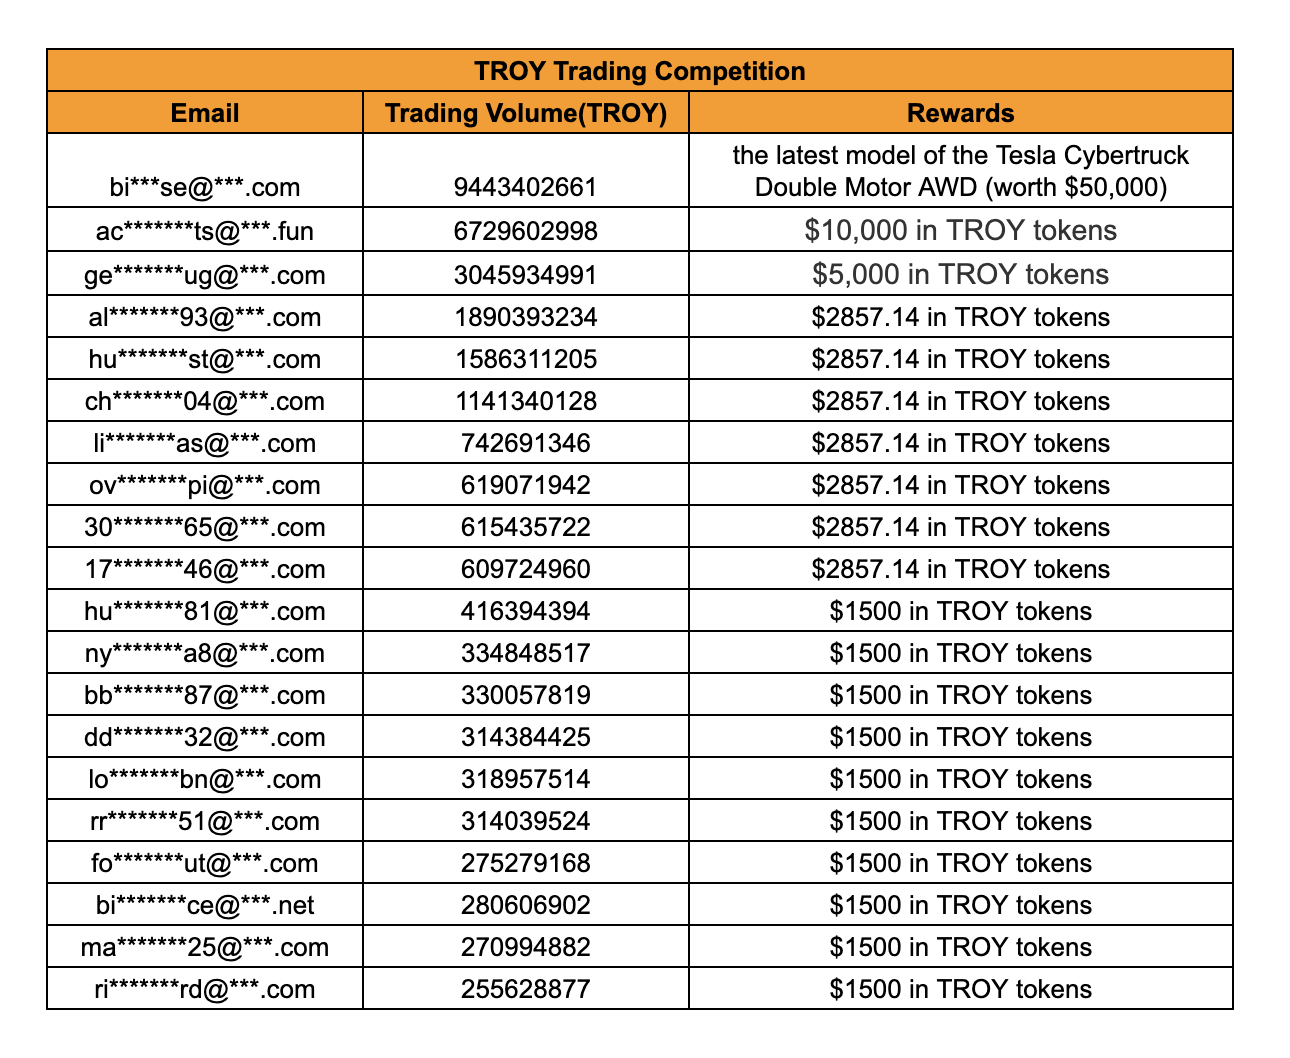 TROY Trading Competition
Email Trading Volume(TROY) Rewards
the latest model of the Tesla Cybertruck
bi***se@***.com 9443402661 Double Motor AWD (worth $50,000)
ac*******ts@***.fun 6729602998 $10,000 in TROY tokens
ge*******ug@***.com 3045934991 $5,000 in TROY tokens
al*******93@***.com 1890393234 $2857.14 in TROY tokens
hu*******st@***.com 1586311205 $2857.14 in TROY tokens
ch*******04@***.com 1141340128 $2857.14 in TROY tokens
li*******as@***.com 742691346 $2857.14 in TROY tokens
ov*******pi@***.com 619071942 $2857.14 in TROY tokens
30*******65@***.com 615435722 $2857.14 in TROY tokens
17*******46@***.com 609724960 $2857.14 in TROY tokens
hu*******81@***.com 416394394 $1500 in TROY tokens
ny*******a8@***.com 334848517 $1500 in TROY tokens
bb*******87@***.com 330057819 $1500 in TROY tokens
dd*******32@***.com 314384425 $1500 in TROY tokens
lo*******bn@***.com 318957514 $1500 in TROY tokens
rr*******51@***.com 314039524 $1500 in TROY tokens
fo*******ut@***.com 275279168 $1500 in TROY tokens
bi*******ce@***.net 280606902 $1500 in TROY tokens
ma*******25@***.com 270994882 $1500 in TROY tokens
ri*******rd@***.com 255628877 $1500 in TROY tokens